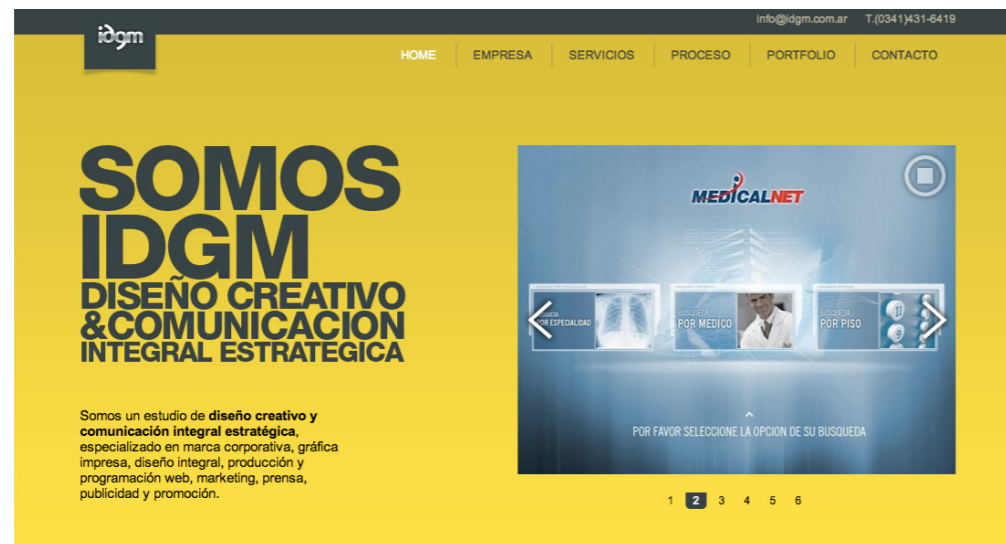 info@idgm.com.ar T.(0341)431-6419
idgm
HOME EMPRESA SERVICIOS PROCESO PORTFOLIO CONTACTO
SOMOS
IDGM
DISEÑO CREATIVO
&COMUNICACION
INTEGRAL ESTRATEGICA
Somos un estudio de diseño creativo y
comunicación integral estratégica,
especializado en marca corporativa, gráfica
impresa, diseño integral, producción y
programación web, marketing, prensa,
publicidad y promoción.
MEDICALNET
POR ESPECIALIDAD
BUSQUEDA
POR MEDICO
BUSQUEDA
POR PISO
POR FAVOR SELECCIONE LA OPCION DE SU BUSQUEDA
1 2 3 4 5 6